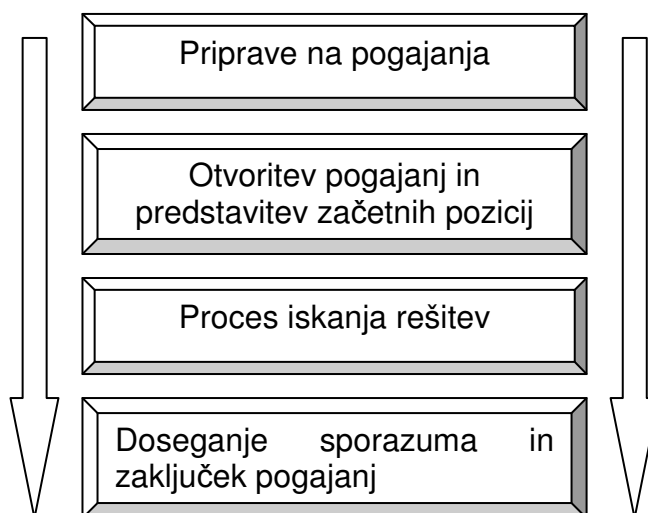 Priprave na pogajanja
Otvoritev pogajanj in
predstavitev začetnih pozicij
Proces iskanja rešitev
Doseganje sporazuma in
zaključek pogajanj